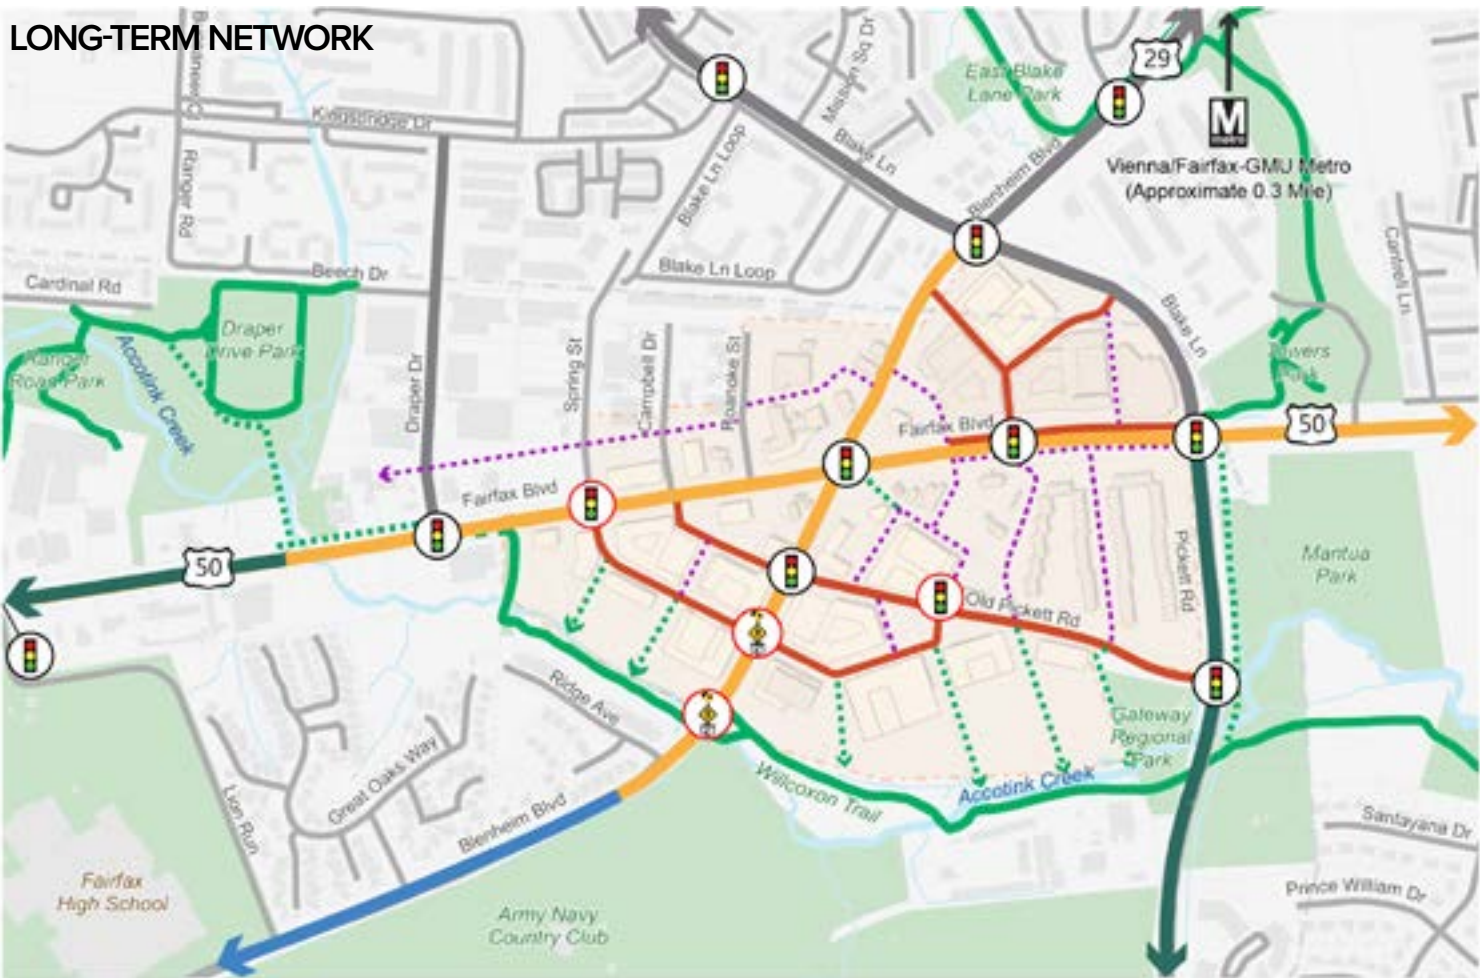 LONG-TERM NETWORK
Kingsbridge Dr
Ranger Rd
Mission Sq Dr
Blake Ln
Blake Ln Loop
East Blake
Lane Park
29
M
metro
Vienna/Fairfax-GMU Metro
(Approximate 0.3 Mile)
Blenheim Blvd
Cardinal Rd
Beech Dr
Blake Ln Loop
Cantrell Ln
Draper
Drive Park
Ranger
Road Park
Accotink Creek
Draper Dr
Spring St
Campbell Dr
Roanoke St
Blake Ln
Towers
Park
Fairfax Blvd
50
Fairfax Blvd
50
Pickett Rd
Mantua
Park
Old Pickett Rd
Ridge Ave
Gateway
Regional
Park
Great Oaks Way
Lion Run
Blenheim Blvd
Willcoxon Trail
Accotink Creek
Santayana Dr
Prince William Dr
Fairfax
High School
Army Navy
Country Club